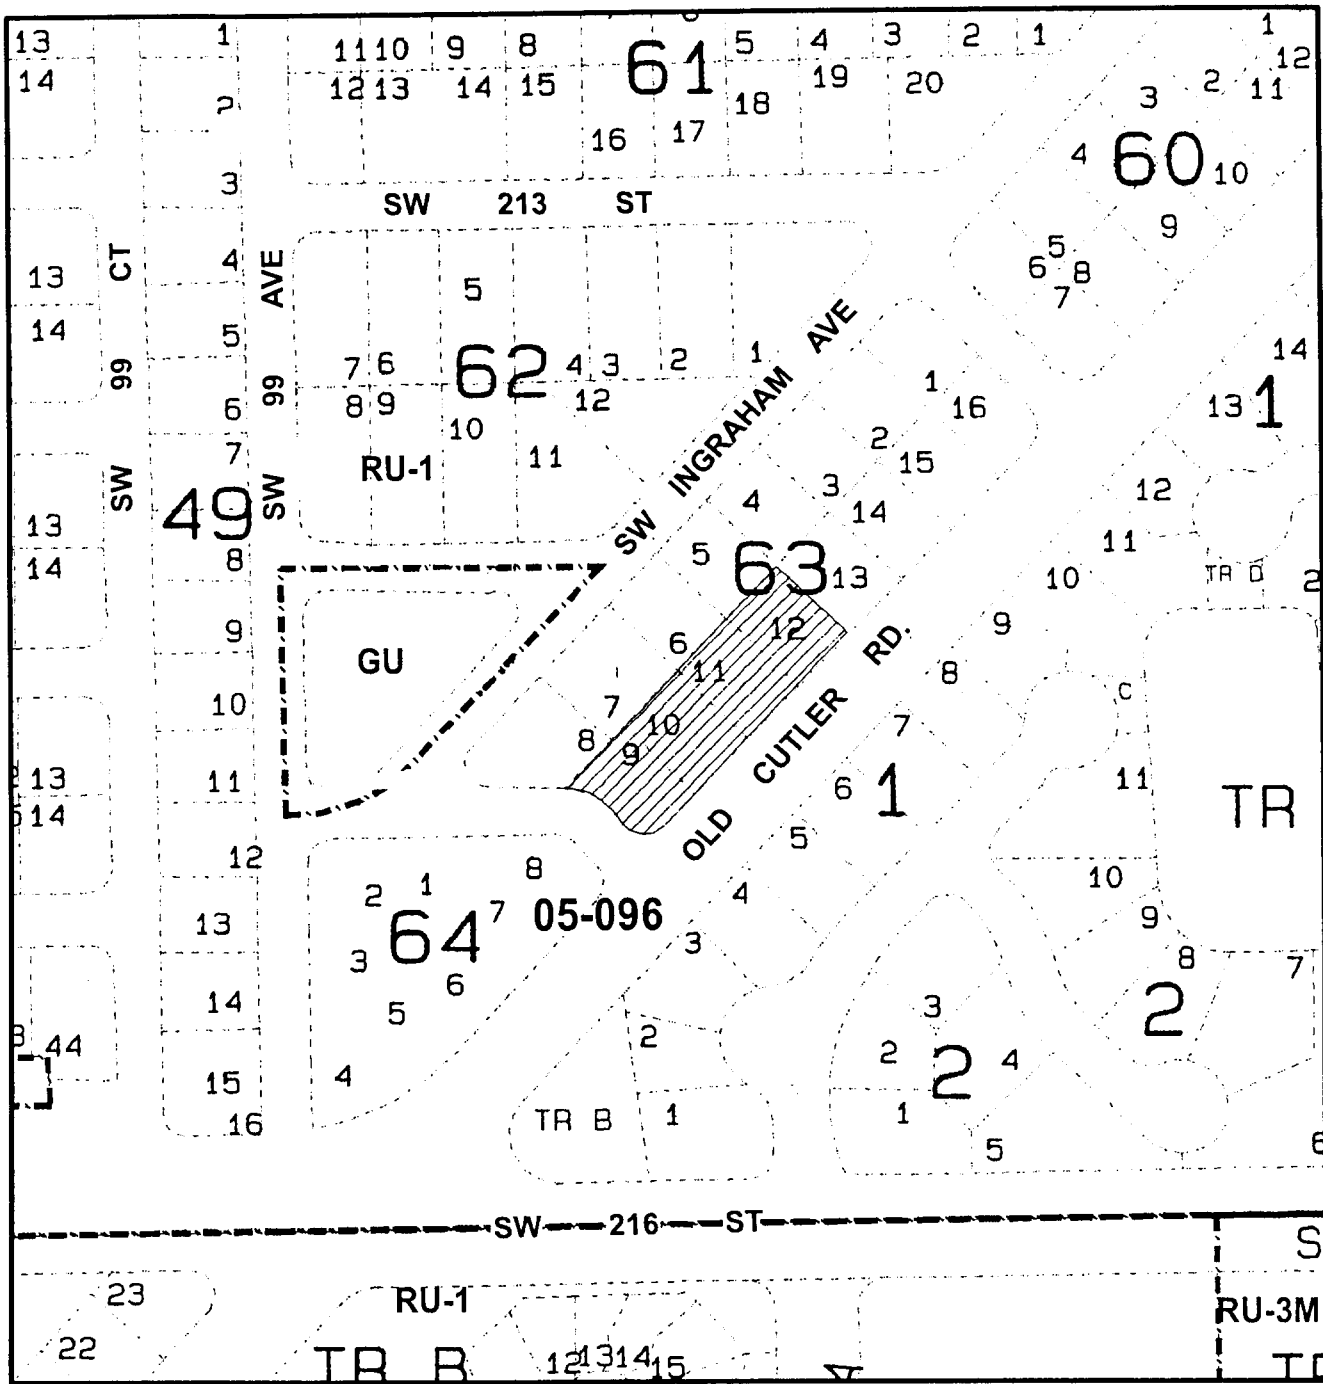 13 1 11 10 9 8 61 5 4 3 2 1 1
14 2 12 13 14 15 18 19 20 3 2 11 12
16 17 4 60 10
3 SW 213 ST 9
13 CT 4 AVE 5 5 6 8 7
14 5 7 6 62 4 3 2 1 AVE 14
99 6 99 8 9 10 12 INGRAHAM 1 16 13 1
7 RU-1 11 2 15
SW 49 SW 4 3 14 12
13 8 SW 5 63 13 11
14 10 TR D 2
9 GU 6 12 RD. 9
11 8 C
10 7 10 7
8 9 CUTLER
13 11 6 1 11 TR
14 OLD 5
12 8 10
2 1 7 05-096 4 9
13 64 3 8 7
3 6
14 5 3 2
44 2 2 2 4
15 4 TR B 1 1
16 5 6
SW 216 ST
S
23 RU-1 RU-3M
22 TR B 12 13 14 15